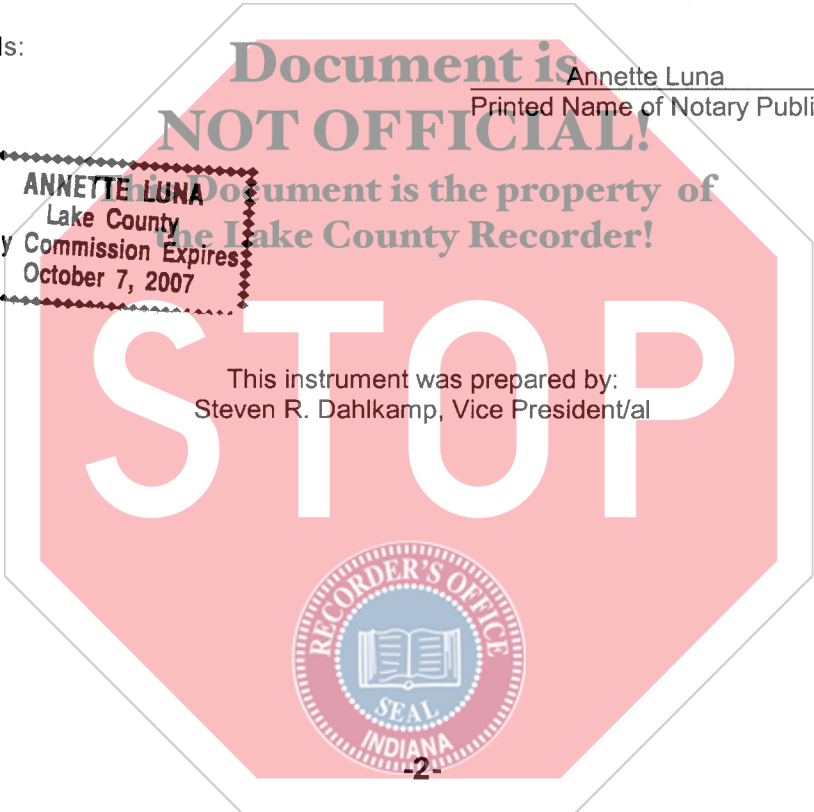 ls:
Document is
Annette Luna
Printed Name of Notary Publi
NOT OFFICIAL!
This Document is the property of
the Lake County Recorder!
ANNETTE LUNA
Lake County
y Commission Expires
October 7, 2007
STOP
This instrument was prepared by:
Steven R. Dahlkamp, Vice President/al
RECORDER'S OFFICE
SEAL
INDIANA
-2-